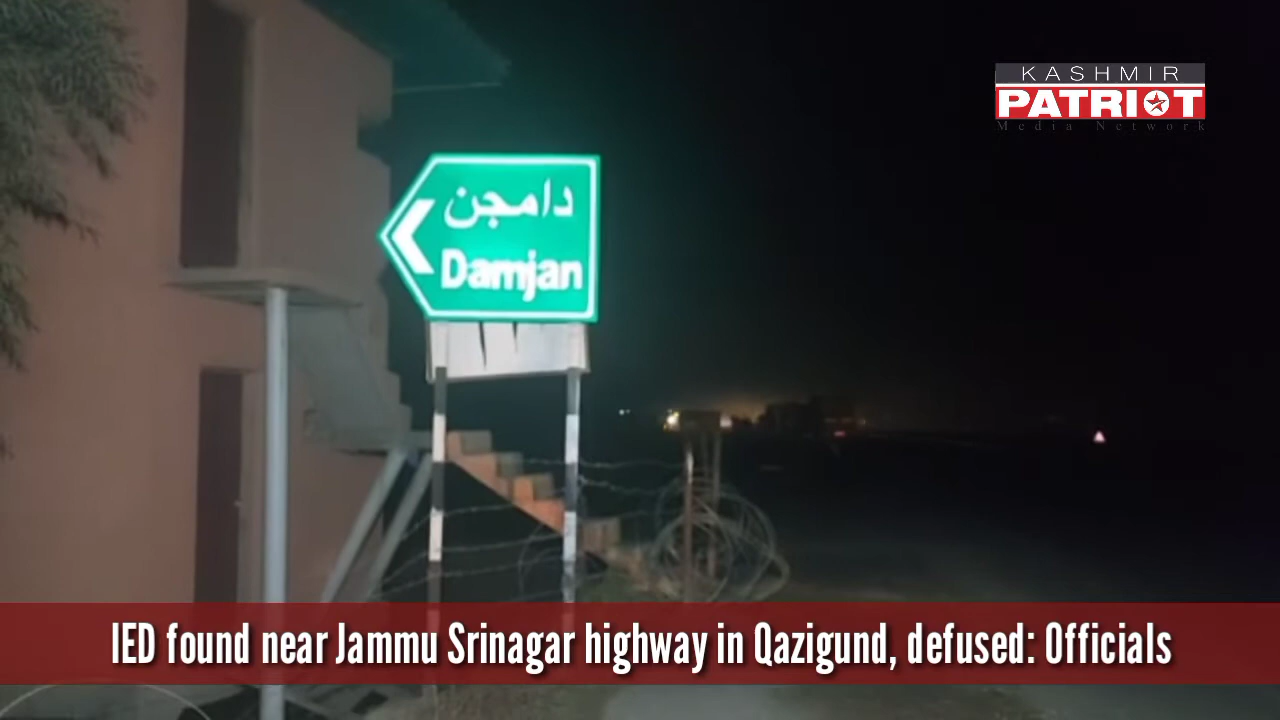 KASHMIR
PATRIOT
Media Network
دامجن
Damjan
IED found near Jammu Srinagar highway in Qazigund, defused: Officials